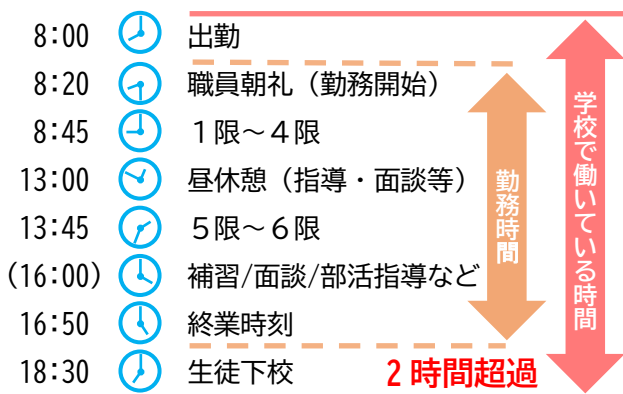 8:00 出勤
8:20 職員朝礼（勤務開始）
8:45 １限～４限
13:00 昼休憩（指導・面談等）
13:45 ５限～６限
(16:00) 補習/面談/部活指導など
16:50 終業時刻
18:30 生徒下校
２時間超過
勤務時間
学校で働いている時間